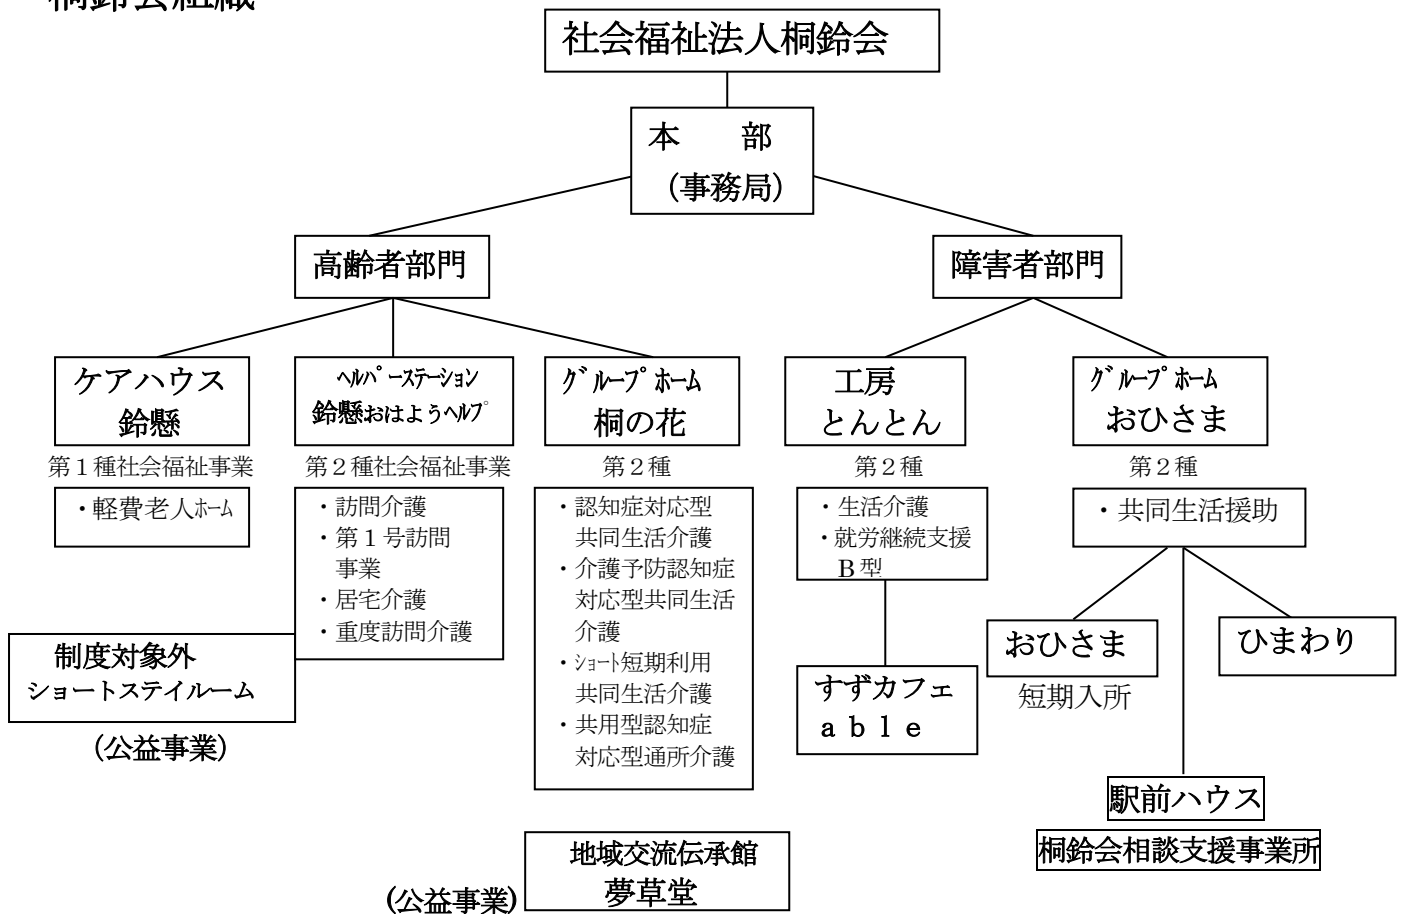 桐鈴会組織
社会福祉法人桐鈴会
本　　部
（事務局）
高齢者部門
障害者部門
ケアハウス
鈴懸
第１種社会福祉事業
・軽費老人ﾎｰﾑ
制度対象外
ショートステイルーム
（公益事業）
ﾍﾙﾊﾟｰｽﾃｰｼｮﾝ
鈴懸おはようﾍﾙﾌﾟ
第２種社会福祉事業
・訪問介護
・第１号訪問
事業
・居宅介護
・重度訪問介護
ｸﾞﾙｰﾌﾟﾎｰﾑ
桐の花
第２種
・認知症対応型
共同生活介護
・介護予防認知症
対応型共同生活
介護
・ｼｮｰﾄ短期利用
共同生活介護
・共用型認知症
対応型通所介護
工房
とんとん
第２種
・生活介護
・就労継続支援
Ｂ型
すずカフェ
ａｂｌｅ
ｸﾞﾙｰﾌﾟﾎｰﾑ
おひさま
第２種
・共同生活援助
おひさま
短期入所
ひまわり
駅前ハウス
桐鈴会相談支援事業所
地域交流伝承館
夢草堂
（公益事業）